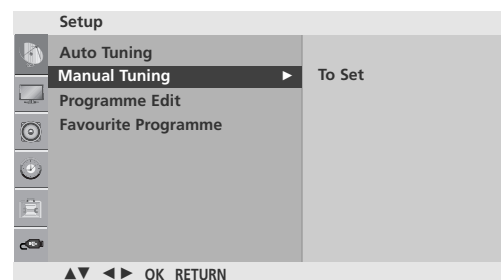 Setup
Auto Tuning
Manual Tuning ► To Set
Programme Edit
Favourite Programme
▲▼ ◄► OK RETURN